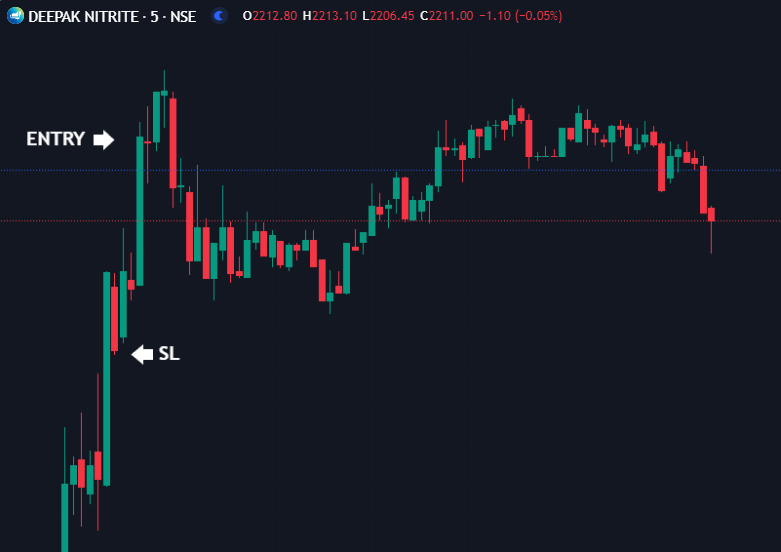 DEEPAK NITRITE · 5 · NSE O2212.80 H2213.10 L2206.45 C2211.00 −1.10 (−0.05%)
ENTRY
SL